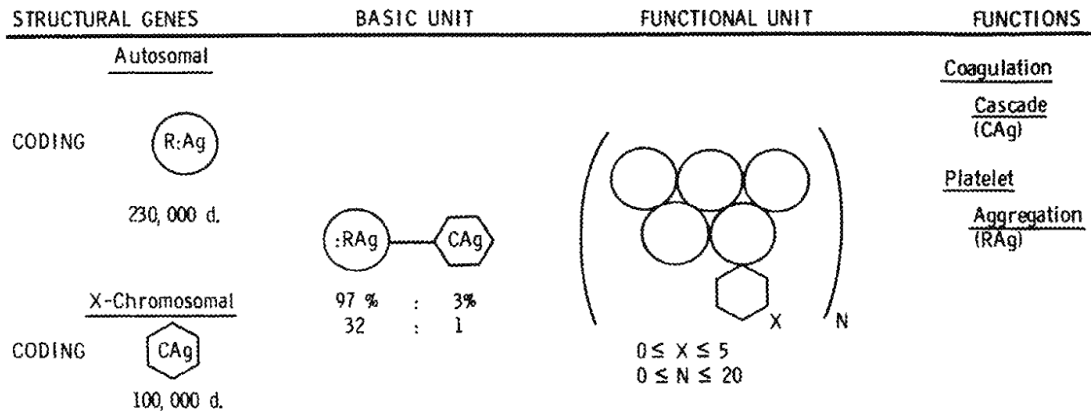 STRUCTURAL GENES BASIC UNIT FUNCTIONAL UNIT FUNCTIONS
Autosomal
CODING R:Ag
230,000 d.
X-Chromosomal
CODING CAg
100,000 d.
:RAg CAg
97 % : 3%
32 : 1
X N
0 ≤ X ≤ 5
0 ≤ N ≤ 20
Coagulation
Cascade
(CAg)
Platelet
Aggregation
(RAg)